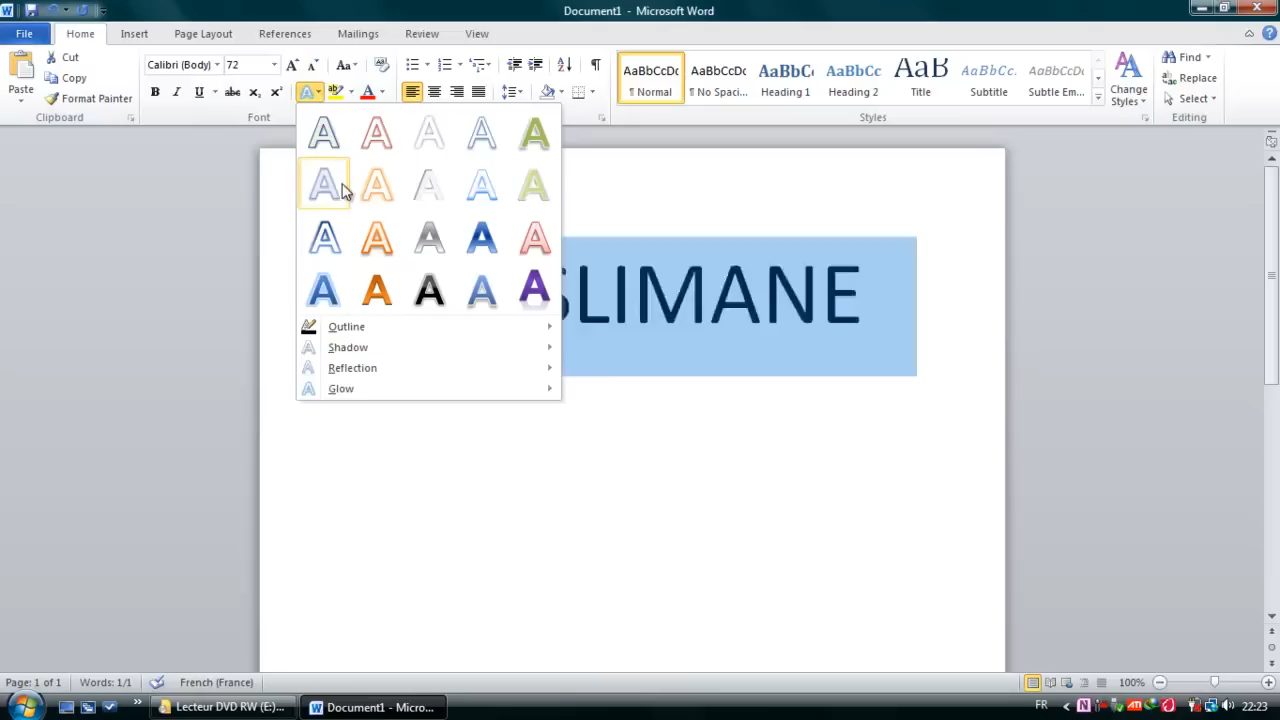 Document1 - Microsoft Word
File Home Insert Page Layout References Mailings Review View
Paste
Cut
Copy
Format Painter
Clipboard
Calibri (Body) 72
Font
AaBbCcDc AaBbCcDc AaBbC AaBbCc AaB AaBbCc. AaBbCcDc
¶ Normal ¶ No Spaci... Heading 1 Heading 2 Title Subtitle Subtle Em...
Change Styles
Styles
Find
Replace
Select
Editing
SLIMANE
Outline
Shadow
Reflection
Glow
Page: 1 of 1 Words: 1/1 French (France) 100%
Lecteur DVD RW (E:)... Document1 - Micro... FR 22:23